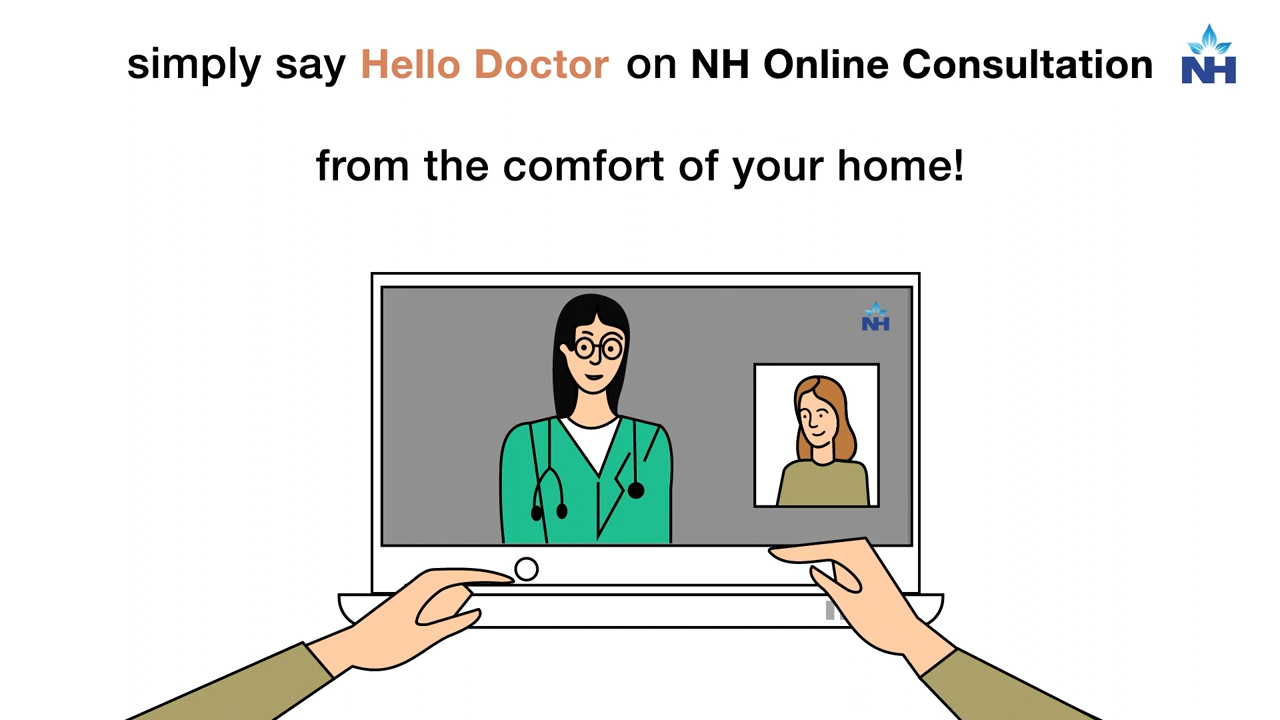 simply say Hello Doctor on NH Online Consultation
NH
from the comfort of your home!
NH